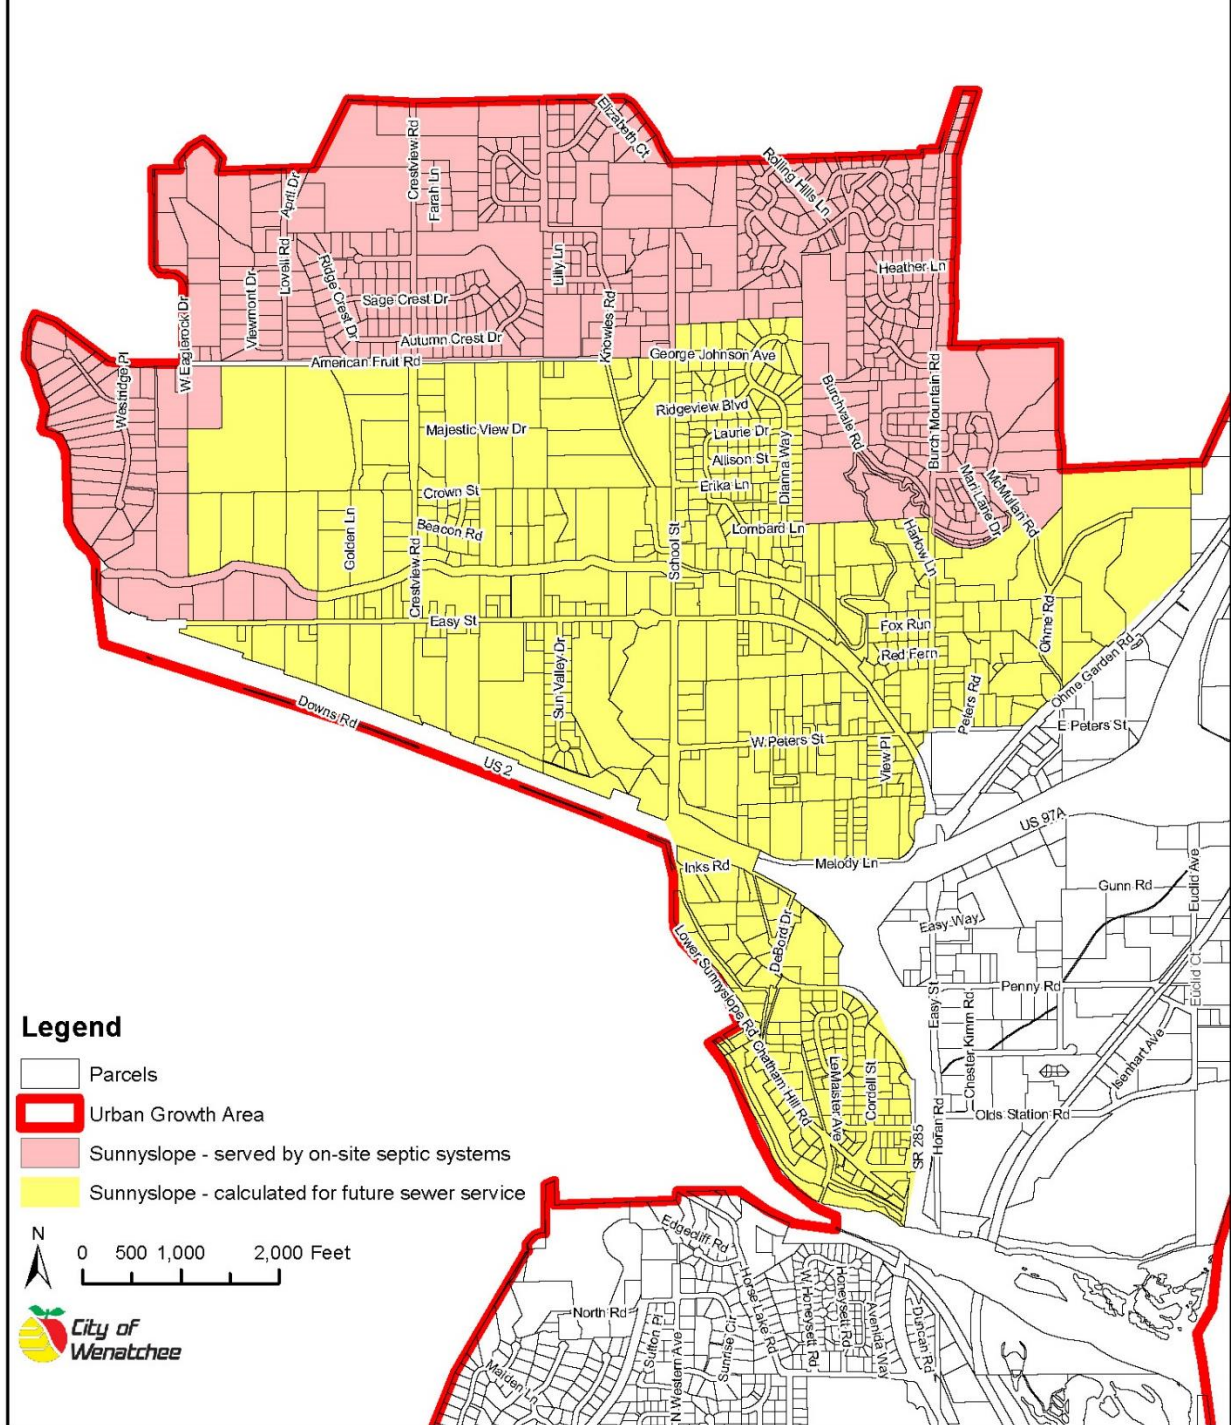 Elizabeth Ct
Crestview Rd
Farah Ln
Rolling Hills Ln
April Dr
Lovell Rd
Viewmont Dr
Ridge Crest Dr
Sage Crest Dr
Autumn Crest Dr
Lilly Ln
Knowles Rd
Heather Ln
W Eaglerock Dr
Westridge Pl
American Fruit Rd
George Johnson Ave
Ridgeview Blvd
Laurie Dr
Allison St
Erika Ln
Dianna Way
Lombard Ln
Burchvale Rd
Burch Mountain Rd
Mari Lane Dr
McMullan Rd
Majestic View Dr
Crown St
Beacon Rd
Golden Ln
Crestview Rd
School St
Harlow Ln
Easy St
Fox Run
Red Fern
Ohme Rd
Ohme Garden Rd
Sun Valley Dr
Peters Rd
E Peters St
Downs Rd
W Peters St
View Pl
US 2
US 97A
Inks Rd
Melody Ln
Gunn Rd
Euclid Ave
Easy Way
DeBord Dr
Lower Sunnyslope Rd
Penny Rd
Euclid Ct
Easy St
Chester Kimm Rd
Chatham Hill Rd
LeMaster Ave
Cordell St
Isenhart Ave
Olds Station Rd
SR 285
Horan Rd
Legend
Parcels
Urban Growth Area
Sunnyslope - served by on-site septic systems
Sunnyslope - calculated for future sewer service
N
0 500 1,000 2,000 Feet
City of
Wenatchee
Edgecliff Rd
Horse Lake Rd
W Honeysett Rd
Honeysett Rd
Avenida Way
Duncan Rd
North Rd
Sutton Pl
N Western Ave
Sunrise Cir
Maiden Ln